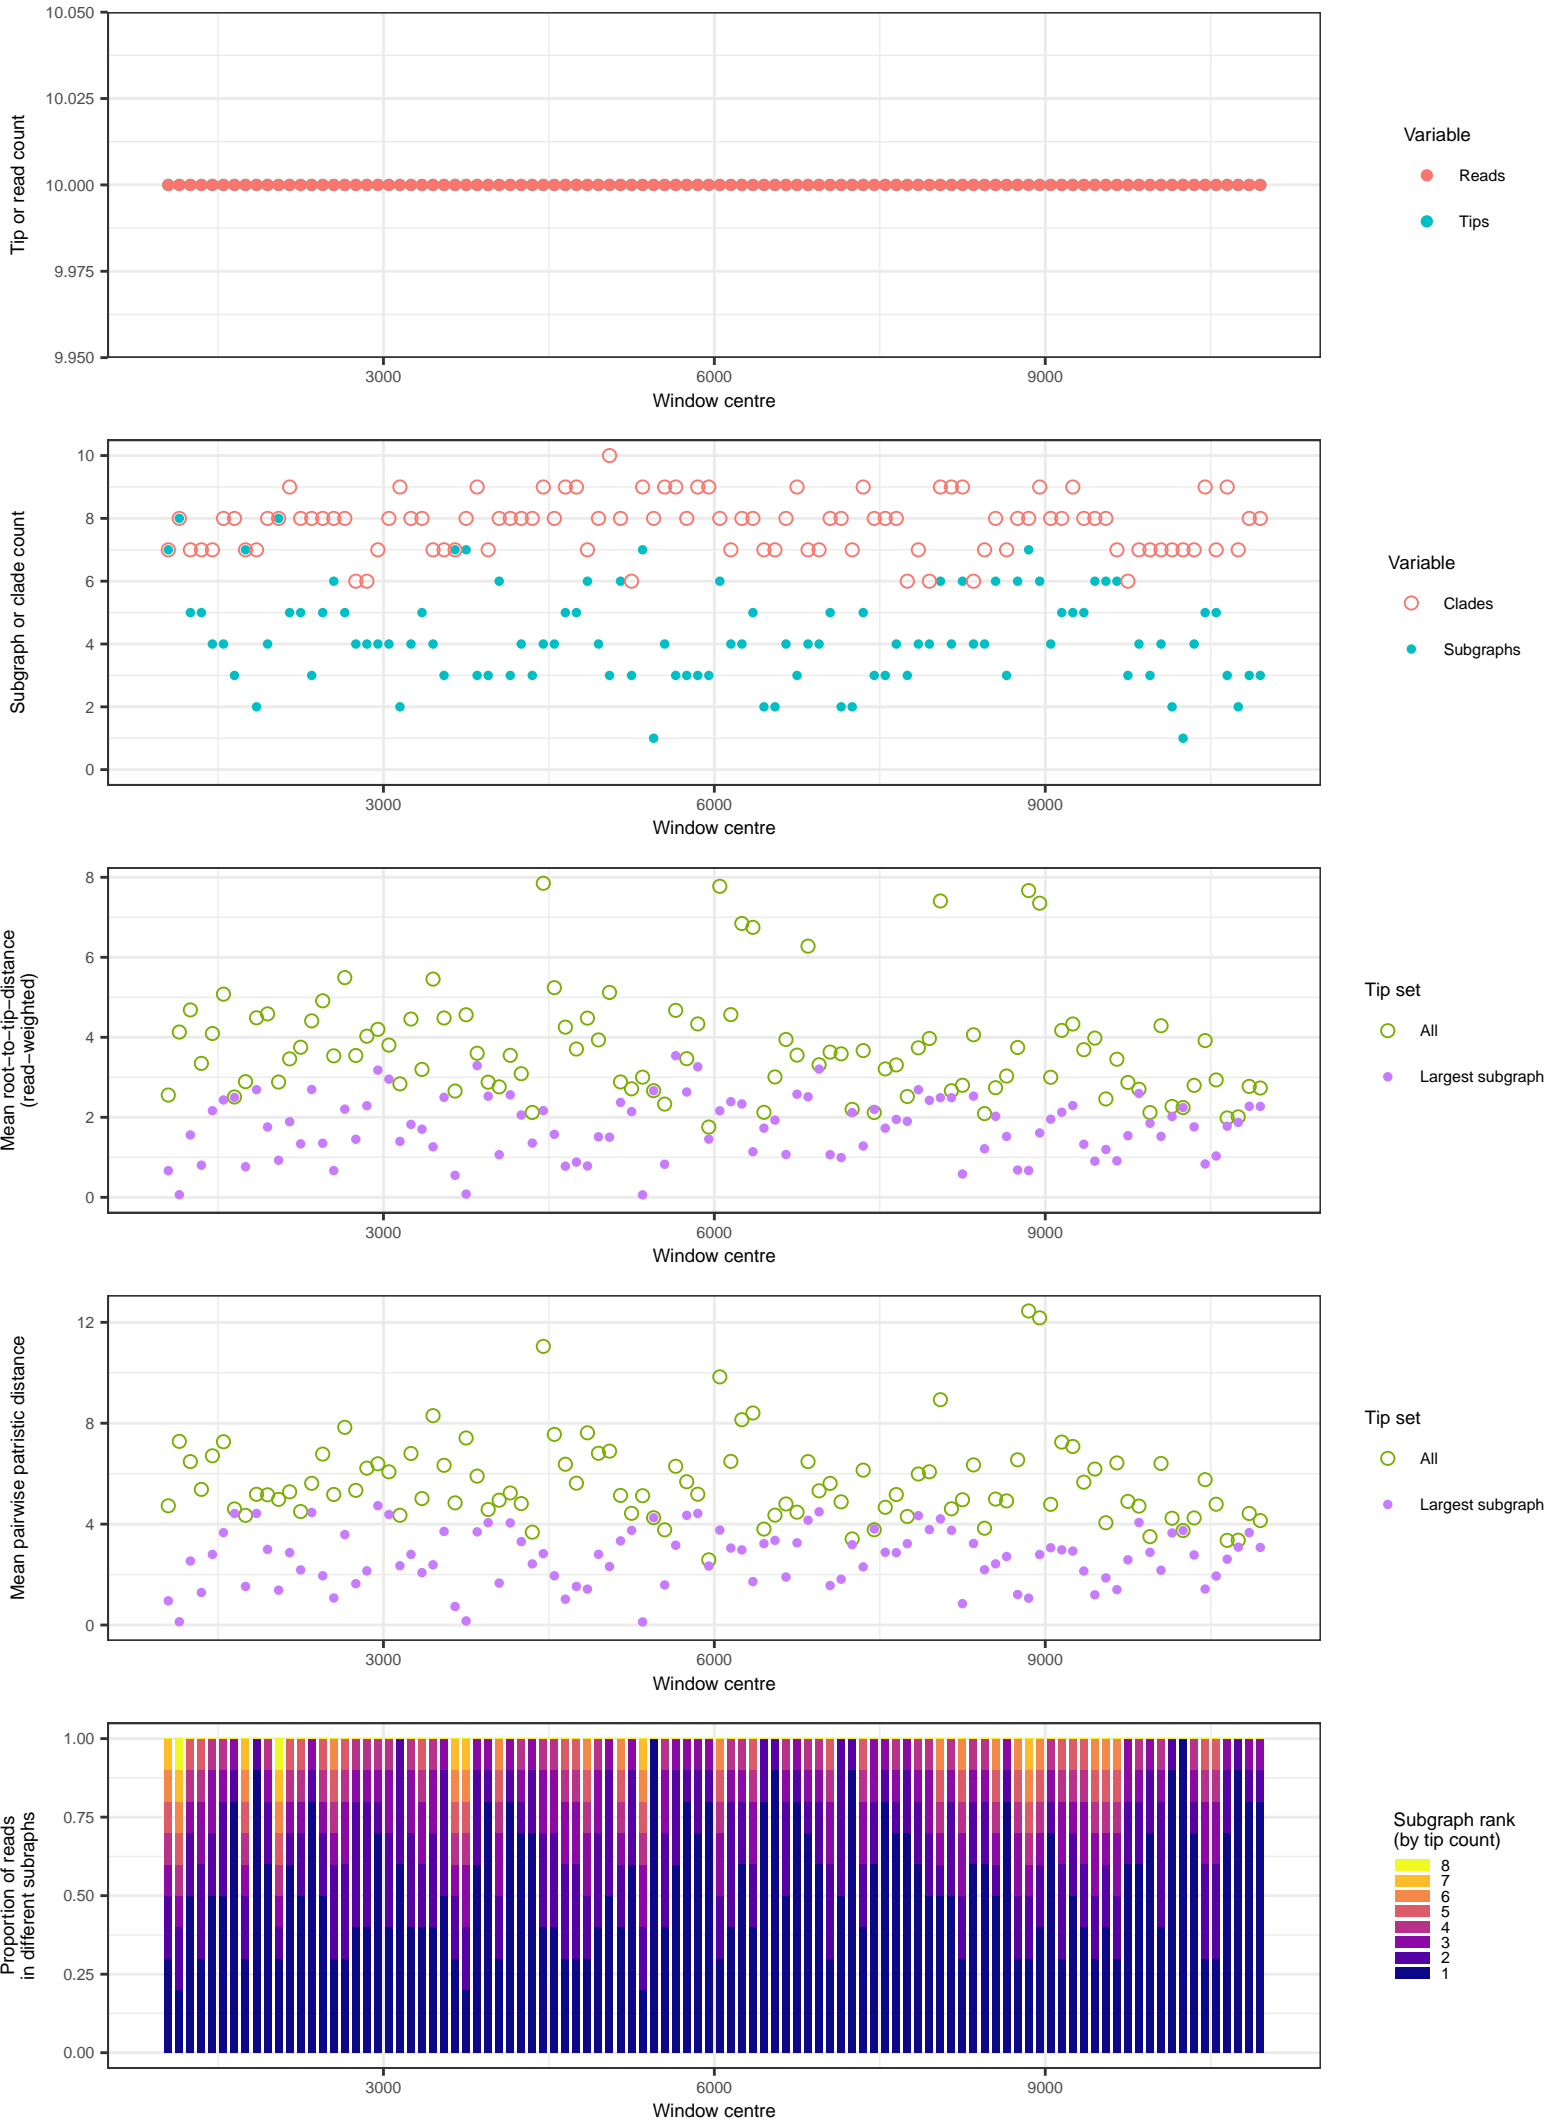 10.050
10.025
10.000
9.975
9.950
Tip or read count
3000
6000
9000
Window centre
Variable
Reads
Tips
10
8
6
4
2
0
Subgraph or clade count
3000
6000
9000
Window centre
Variable
Clades
Subgraphs
8
6
4
2
0
Mean root−to−tip−distance
(read−weighted)
3000
6000
9000
Window centre
Tip set
All
Largest subgraph
12
8
4
0
Mean pairwise patristic distance
3000
6000
9000
Window centre
Tip set
All
Largest subgraph
1.00
0.75
0.50
0.25
0.00
Proportion of reads
in different subraphs
3000
6000
9000
Window centre
Subgraph rank
(by tip count)
8
7
6
5
4
3
2
1